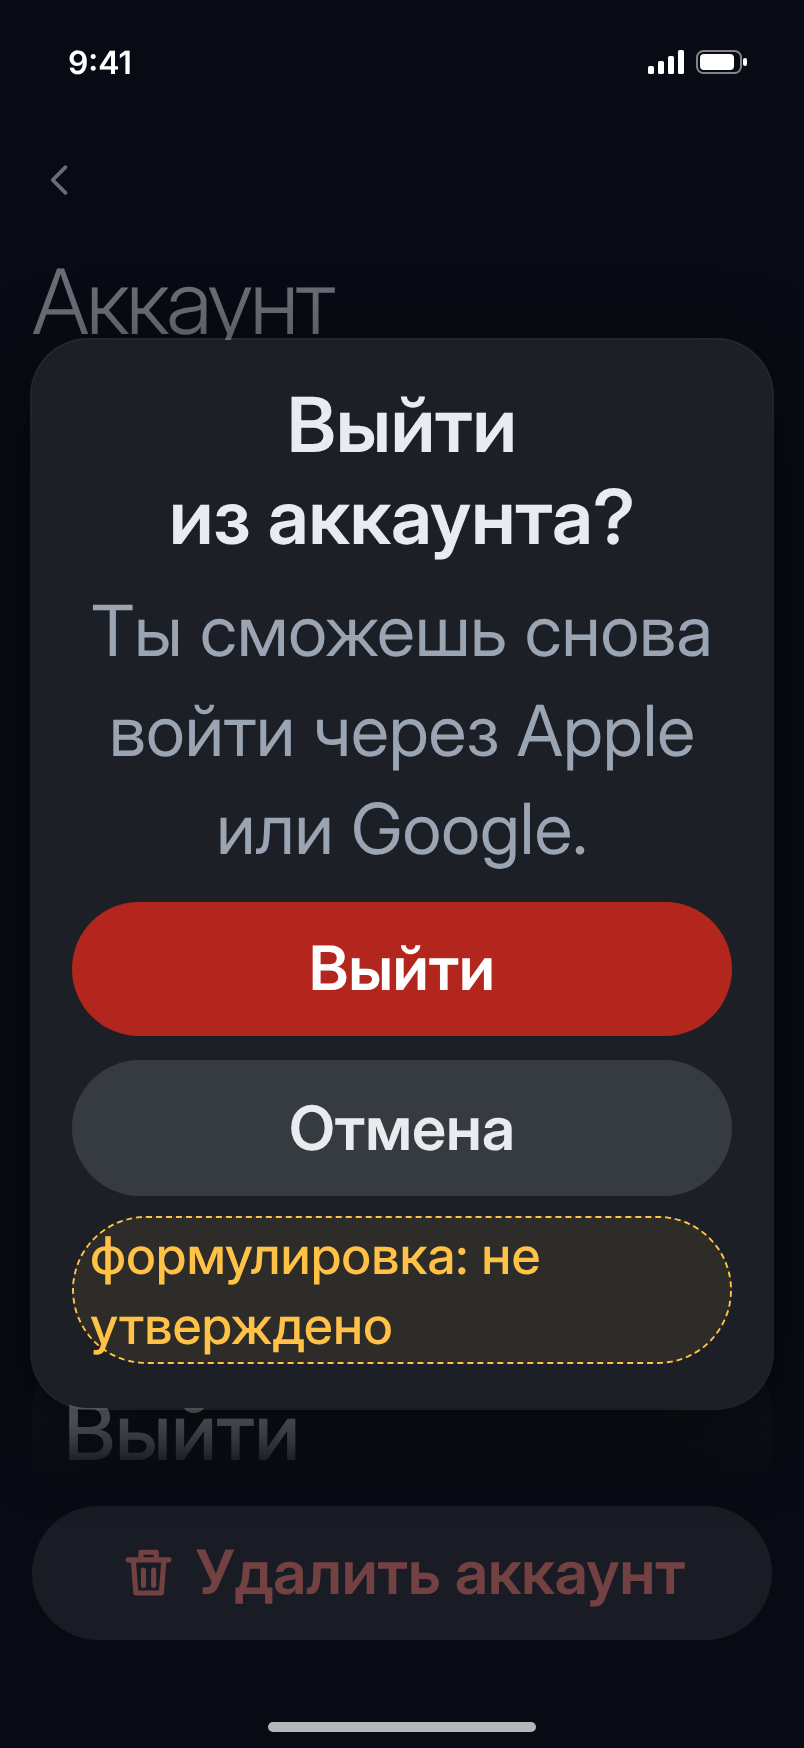 9:41
Аккаунт
Выйти
из аккаунта?
Ты сможешь снова
войти через Apple
или Google.
Выйти
Отмена
формулировка: не
утверждено
Выйти
Удалить аккаунт